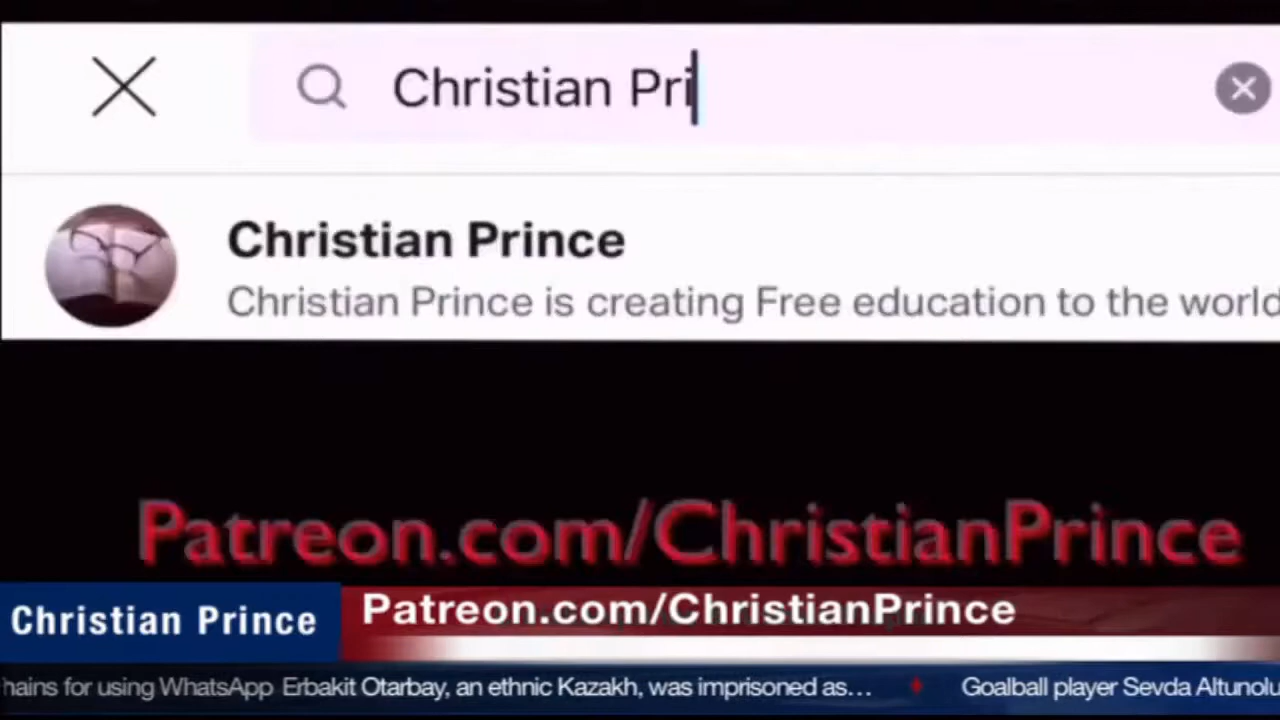 Christian Pri
Christian Prince
Christian Prince is creating Free education to the world
Patreon.com/ChristianPrince
Christian Prince
Patreon.com/ChristianPrince
hains for using WhatsApp Erbakit Otarbay, an ethnic Kazakh, was imprisoned as… Goalball player Sevda Altunolu